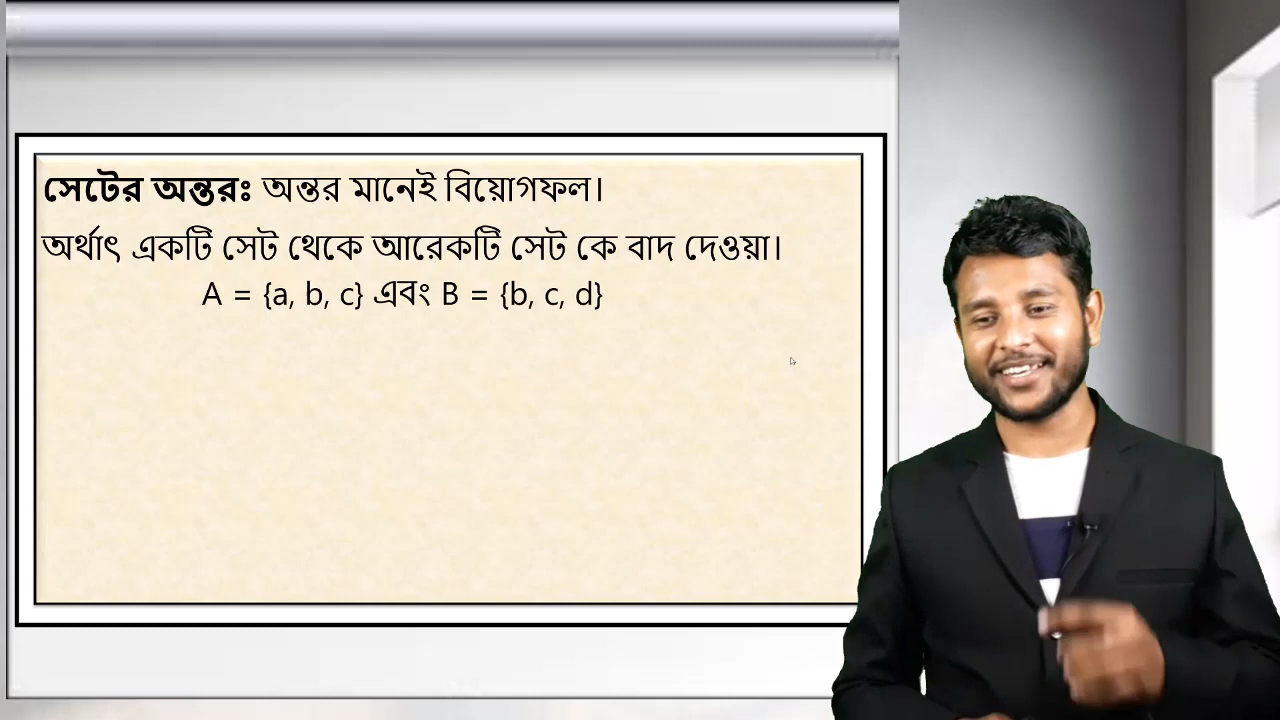 সেটের অন্তরঃ অন্তর মানেই বিয়োগফল।
অর্থাৎ একটি সেট থেকে আরেকটি সেট কে বাদ দেওয়া।
A = {a, b, c} এবং B = {b, c, d}